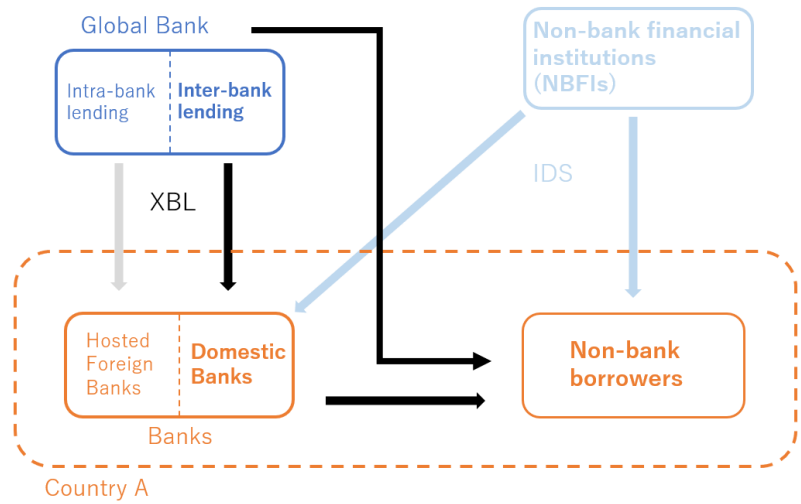 Global Bank
Intra-bank
lending
Inter-bank
lending
Non-bank financial
institutions
(NBFIs)
XBL
IDS
Hosted
Foreign
Banks
Domestic
Banks
Non-bank
borrowers
Banks
Country A